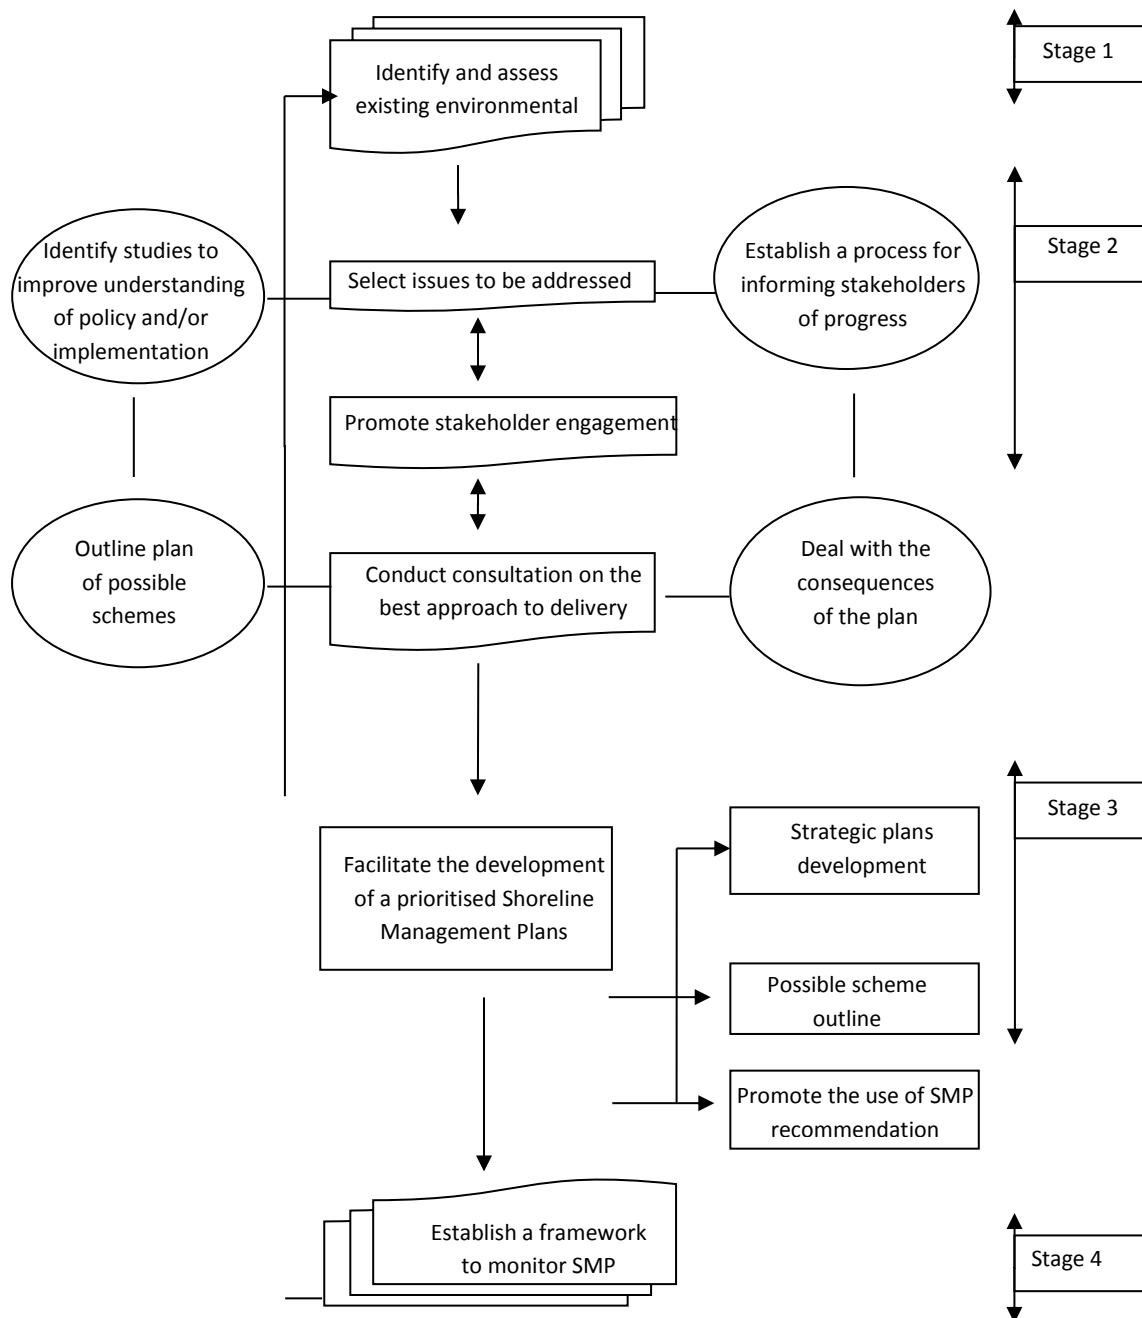 Identify and assess
existing environmental
Stage 1
Identify studies to
improve understanding
of policy and/or
implementation
Select issues to be addressed
Establish a process for
informing stakeholders
of progress
Stage 2
Promote stakeholder engagement
Outline plan
of possible
schemes
Conduct consultation on the
best approach to delivery
Deal with the
consequences
of the plan
Facilitate the development
of a prioritised Shoreline
Management Plans
Strategic plans
development
Stage 3
Possible scheme
outline
Promote the use of SMP
recommendation
Establish a framework
to monitor SMP
Stage 4